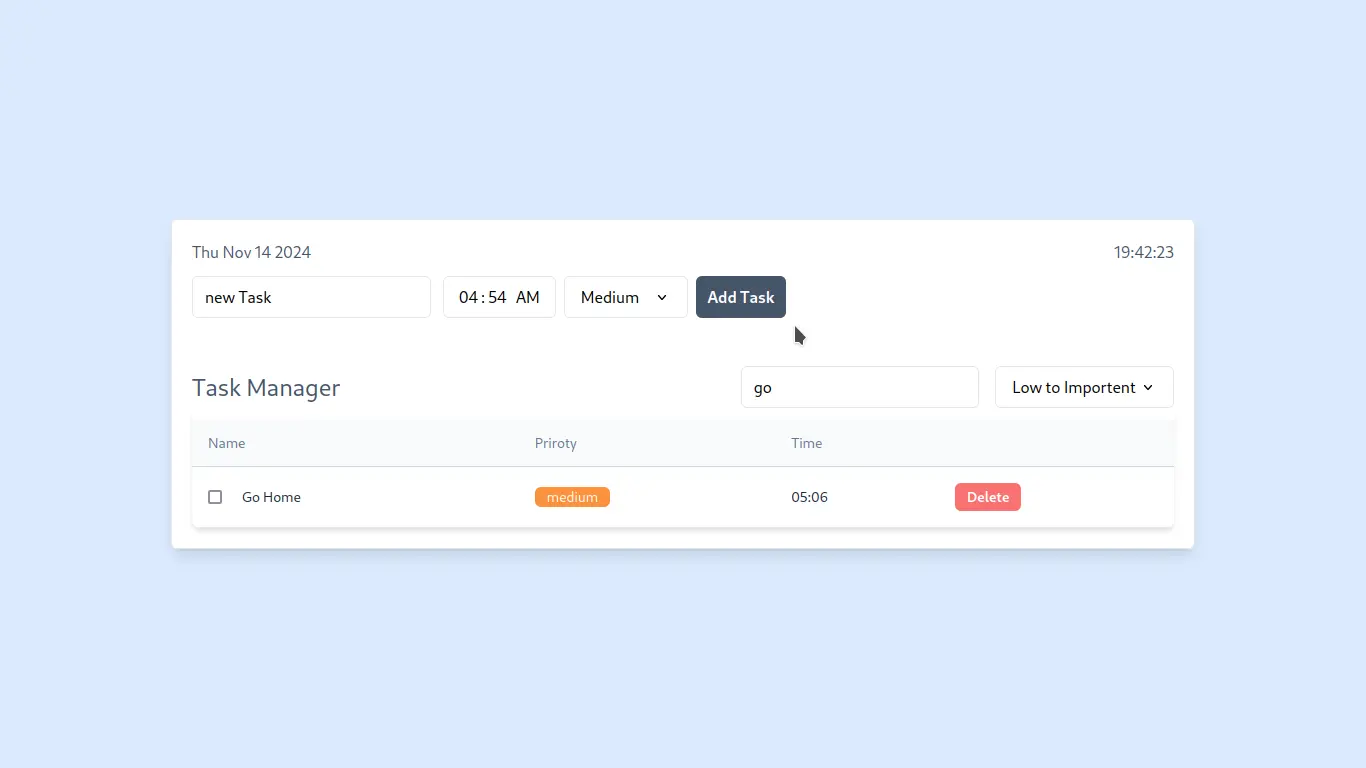 Thu Nov 14 2024 19:42:23
new Task 04:54 AM Medium Add Task
Task Manager go Low to Importent
Name Priroty Time
Go Home medium 05:06 Delete